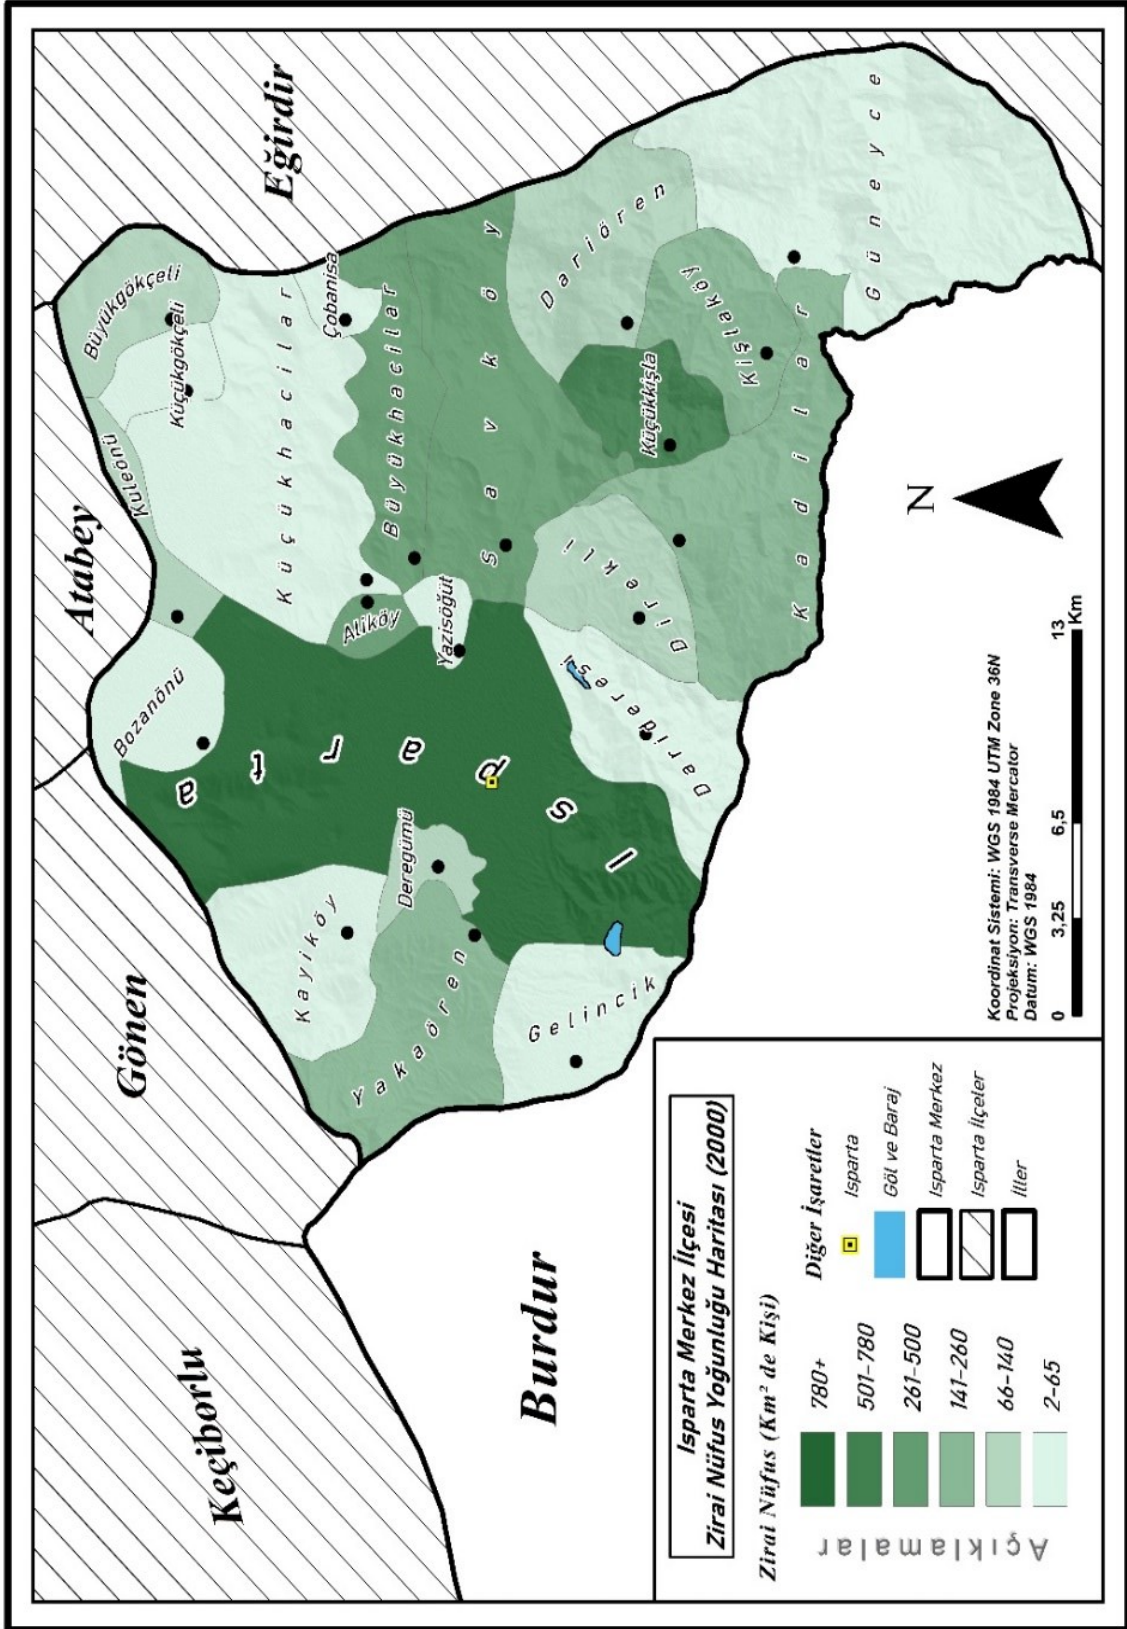 Keçiborlu
Gönen
Atabey
Eğirdir
Burdur
Büyükgökçeli
Küçükgökçeli
Kuleönü
Bozanönü
Küçükhacılar
Çobanisa
Büyükhacılar
Aliköy
Yazısöğüt
Savköy
Isparta
Kayıköy
Deregümü
Yakaören
Gelincik
Darıderesi
Direkli
Darıören
Küçükkışla
Kışlaköy
Kadılar
Güneyce
N
Isparta Merkez İlçesi
Zirai Nüfus Yoğunluğu Haritası (2000)
Zirai Nüfus (Km² de Kişi)
Açıklamalar
780+
501-780
261-500
141-260
66-140
2-65
Diğer İşaretler
Isparta
Göl ve Baraj
Isparta Merkez
Isparta İlçeler
İller
Koordinat Sistemi: WGS 1984 UTM Zone 36N
Projeksiyon: Transverse Mercator
Datum: WGS 1984
0 3,25 6,5 13
Km